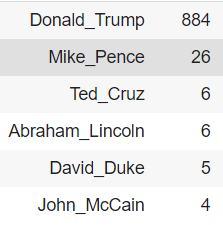 Donald_Trump 884
Mike_Pence 26
Ted_Cruz 6
Abraham_Lincoln 6
David_Duke 5
John_McCain 4